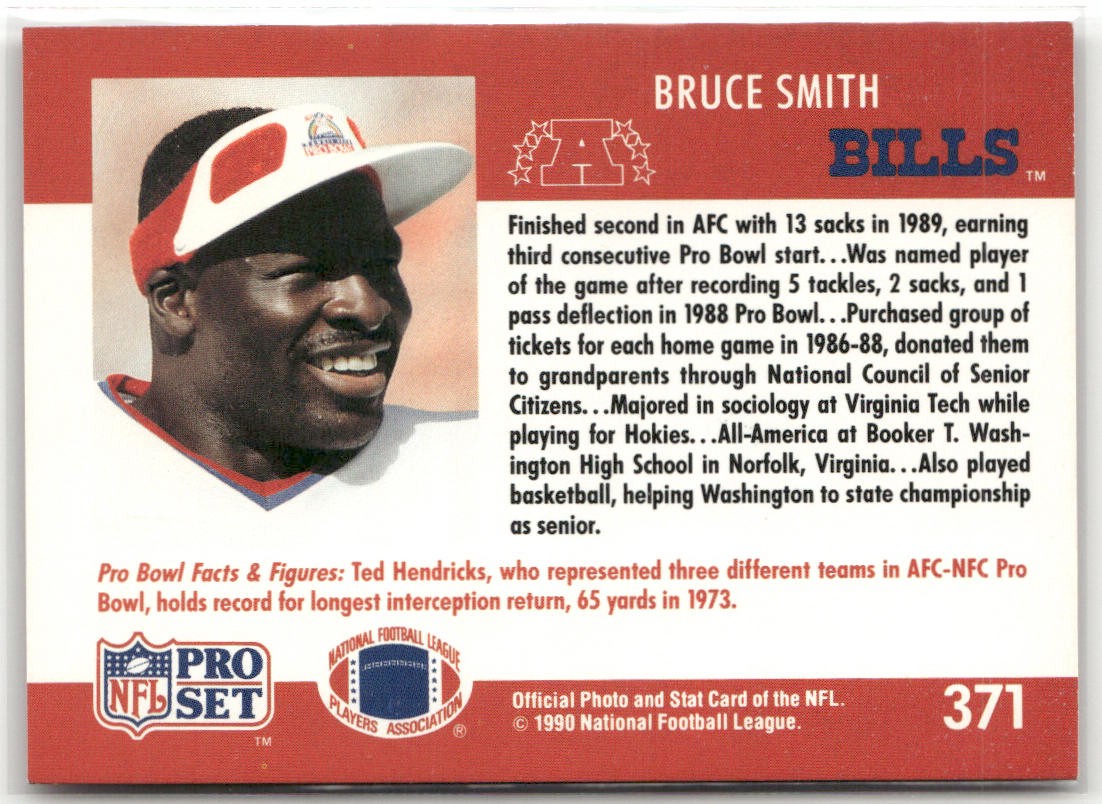 BRUCE SMITH
A
BILLS
TM
PRO BOWL
Finished second in AFC with 13 sacks in 1989, earning
third consecutive Pro Bowl start...Was named player
of the game after recording 5 tackles, 2 sacks, and 1
pass deflection in 1988 Pro Bowl...Purchased group of
tickets for each home game in 1986-88, donated them
to grandparents through National Council of Senior
Citizens...Majored in sociology at Virginia Tech while
playing for Hokies...All-America at Booker T. Wash-
ington High School in Norfolk, Virginia...Also played
basketball, helping Washington to state championship
as senior.
Pro Bowl Facts & Figures: Ted Hendricks, who represented three different teams in AFC-NFC Pro
Bowl, holds record for longest interception return, 65 yards in 1973.
NFL PRO SET TM
NATIONAL FOOTBALL LEAGUE
PLAYERS ASSOCIATION ®
Official Photo and Stat Card of the NFL.
© 1990 National Football League.
371